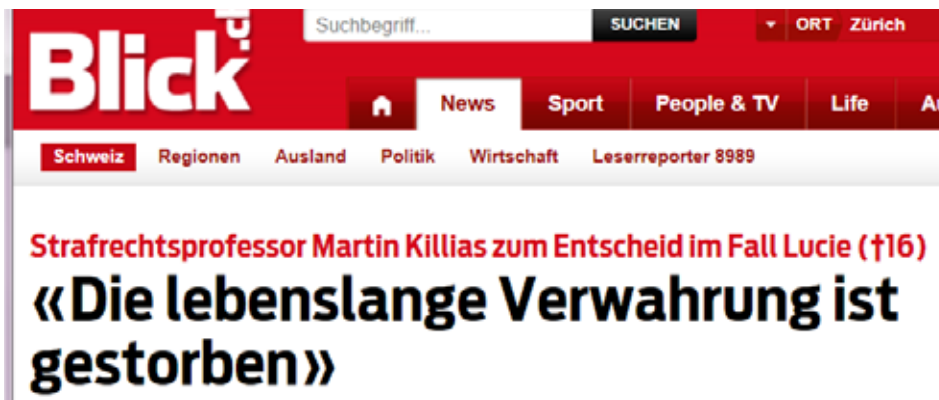 Blick
Suchbegriff...
SUCHEN
ORT Zürich
News Sport People & TV Life
Schweiz Regionen Ausland Politik Wirtschaft Leserreporter 8989
Strafrechtsprofessor Martin Killias zum Entscheid im Fall Lucie (†16)
«Die lebenslange Verwahrung ist
gestorben»